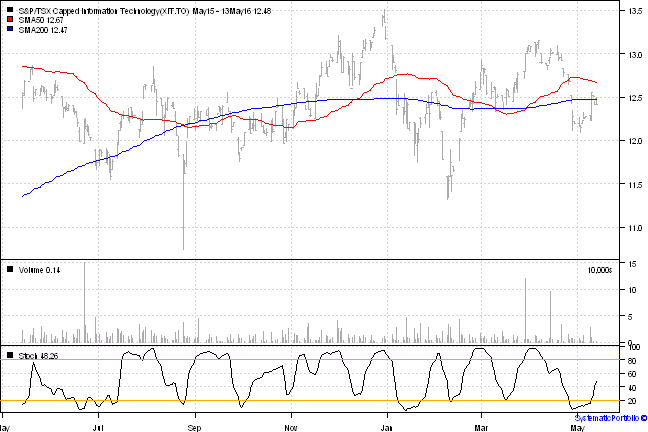 S&P/TSX Capped Information Technology(XIT.TO) May15 - 13May16 12.48
SMA50 12.67
SMA200 12.47
13.5
13.0
12.5
12.0
11.5
11.0
Volume 0.14
10,000s
15
10
5
0
Stoch 48.26
100
80
60
40
20
May
Jul
Sep
Nov
Jan
Mar
May
SystematicPortfolio ©